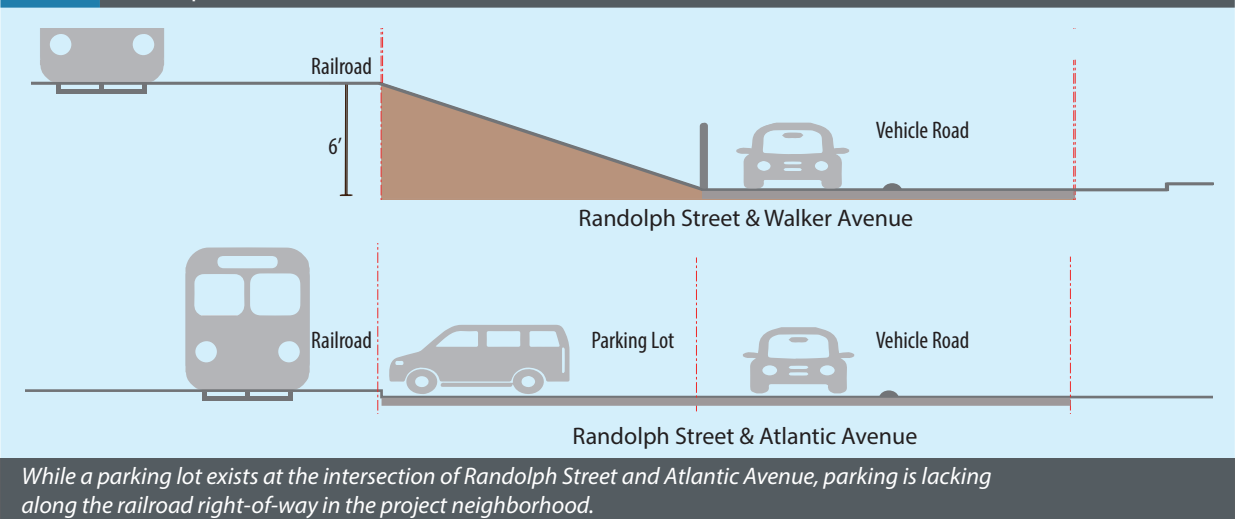 Railroad
6’
Vehicle Road
Randolph Street & Walker Avenue
Railroad
Parking Lot
Vehicle Road
Randolph Street & Atlantic Avenue
While a parking lot exists at the intersection of Randolph Street and Atlantic Avenue, parking is lacking
along the railroad right-of-way in the project neighborhood.